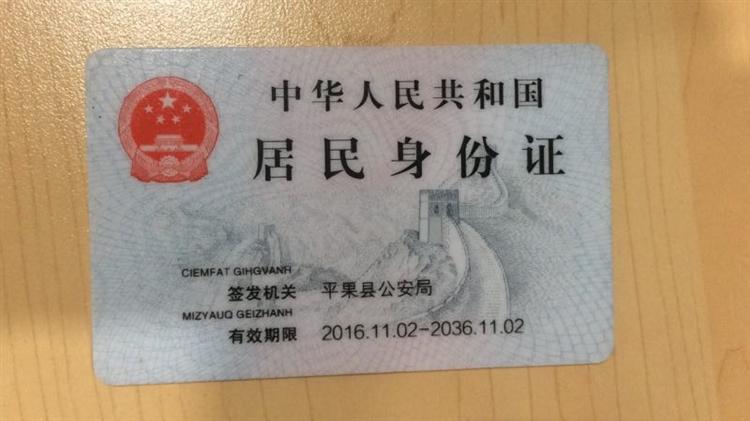 中华人民共和国
居民身份证
CIEMFAT GIHGVANH
签发机关 平果县公安局
MIZYAUQ GEIZHANH
有效期限 2016.11.02-2036.11.02